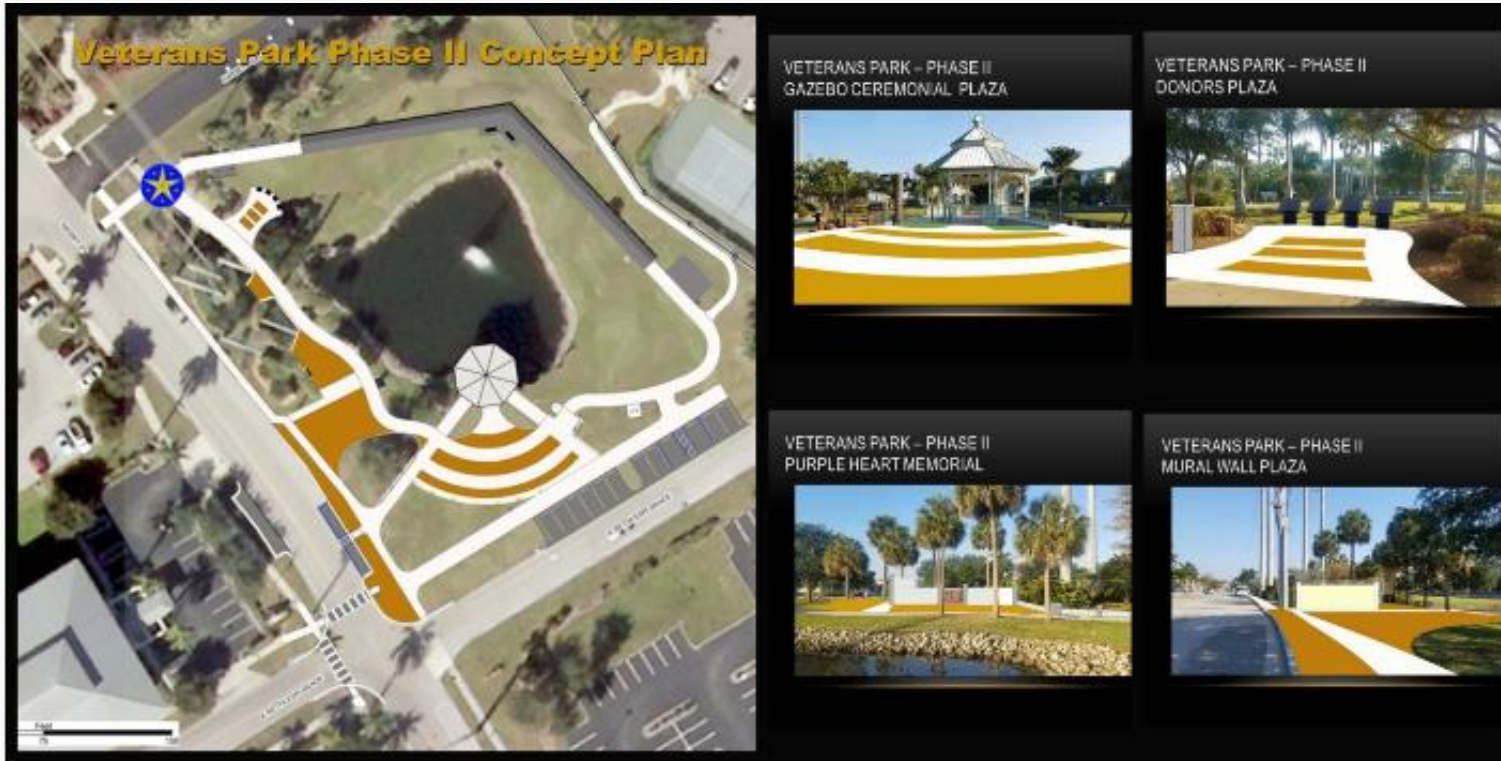 Veterans Park Phase II Concept Plan
VETERANS PARK – PHASE II
GAZEBO CEREMONIAL PLAZA
VETERANS PARK – PHASE II
DONORS PLAZA
VETERANS PARK – PHASE II
PURPLE HEART MEMORIAL
VETERANS PARK – PHASE II
MURAL WALL PLAZA
Feet
75